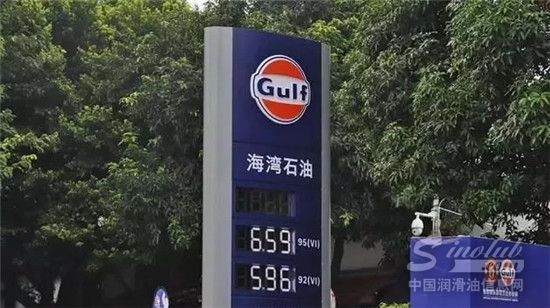 Gulf
海湾石油
6.59 95(VI)
5.96 92(VI)
Gulf
Sinolub
中国润滑油信息网